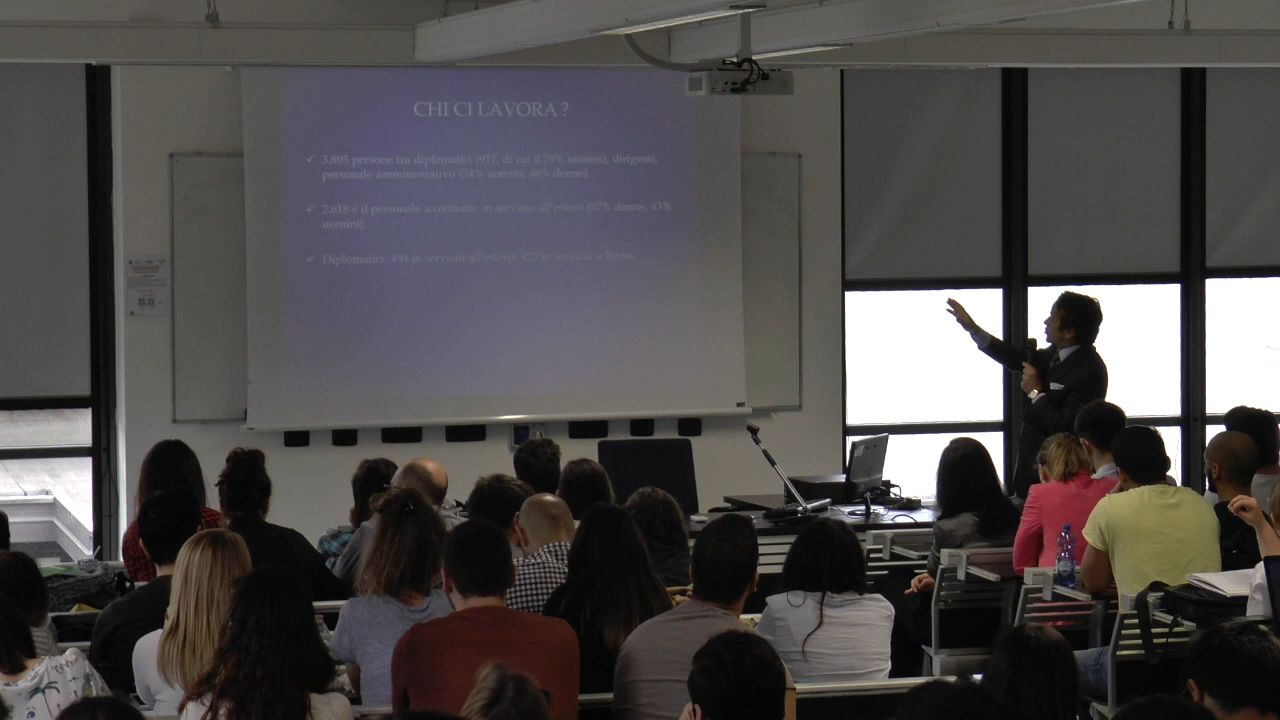 CHI CI LAVORA ?
✓ 3.893 persone tra diplomatici (917, di cui il 79% uomini), dirigenti,
personale amministrativo (54% uomini, 46% donne).
✓ 2.618 è il personale a contratto in servizio all'estero (57% donne, 43%
uomini).
✓ Diplomatici: 494 in servizio all'estero; 423 in servizio a Roma.